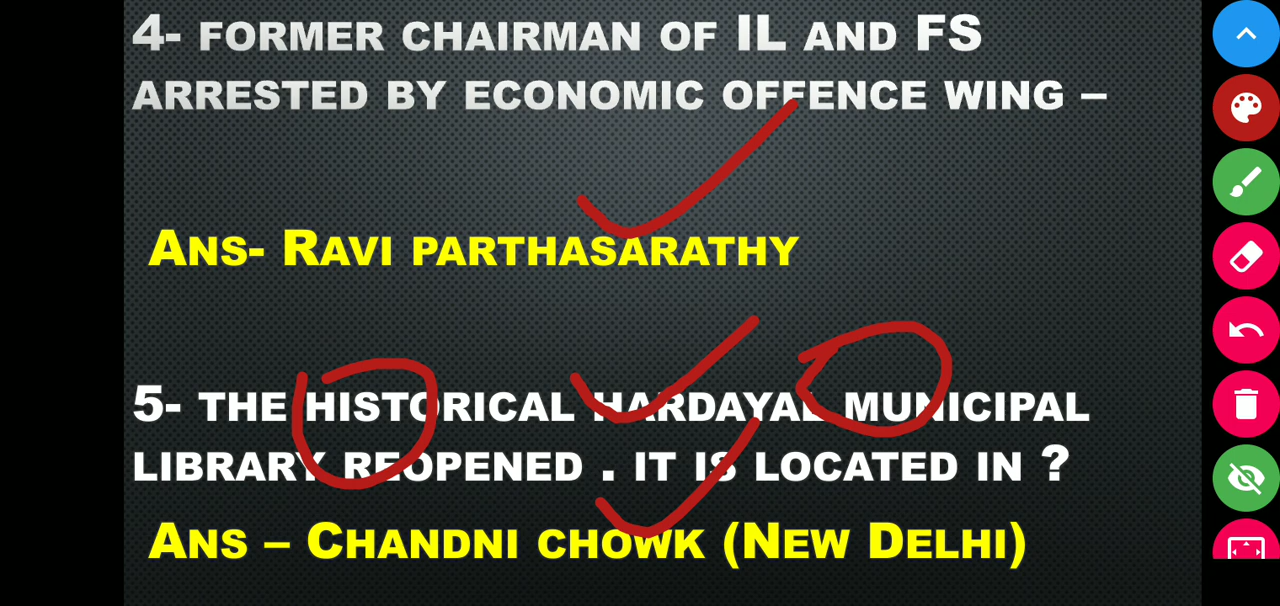 4- FORMER CHAIRMAN OF IL AND FS
ARRESTED BY ECONOMIC OFFENCE WING –
ANS- RAVI PARTHASARATHY
5- THE HISTORICAL HARDAYAL MUNICIPAL
LIBRARY REOPENED . IT IS LOCATED IN ?
ANS – CHANDNI CHOWK (NEW DELHI)